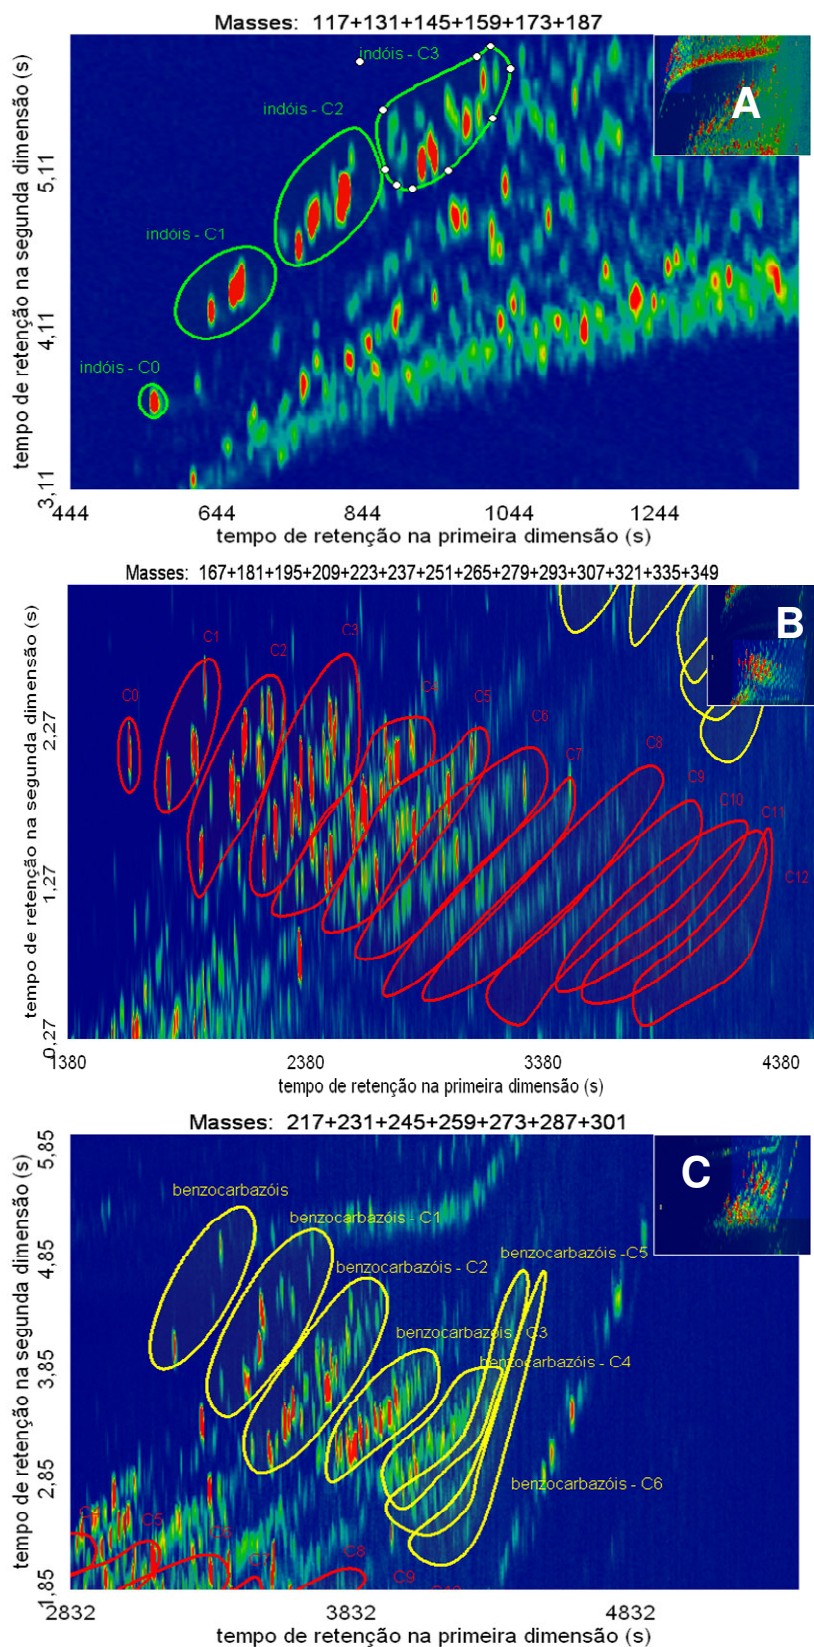 Masses: 117+131+145+159+173+187
indóis - C3
indóis - C2
indóis - C1
indóis - C0
A
tempo de retenção na segunda dimensão (s)
5,11
4,11
3,11
444 644 844 1044 1244
tempo de retenção na primeira dimensão (s)
Masses: 167+181+195+209+223+237+251+265+279+293+307+321+335+349
B
C0
C1
C2
C3
C4
C5
C6
C7
C8
C9
C10
C11
C12
tempo de retenção na segunda dimensão (s)
2,27
1,27
0,27
1380 2380 3380 4380
tempo de retenção na primeira dimensão (s)
Masses: 217+231+245+259+273+287+301
C
benzocarbazóis
benzocarbazóis - C1
benzocarbazóis - C2
benzocarbazóis - C5
benzocarbazóis - C3
benzocarbazóis - C4
benzocarbazóis - C6
C5
C6
C7
C8
C9
tempo de retenção na segunda dimensão (s)
5,85
4,85
3,85
2,85
1,85
2832 3832 4832
tempo de retenção na primeira dimensão (s)